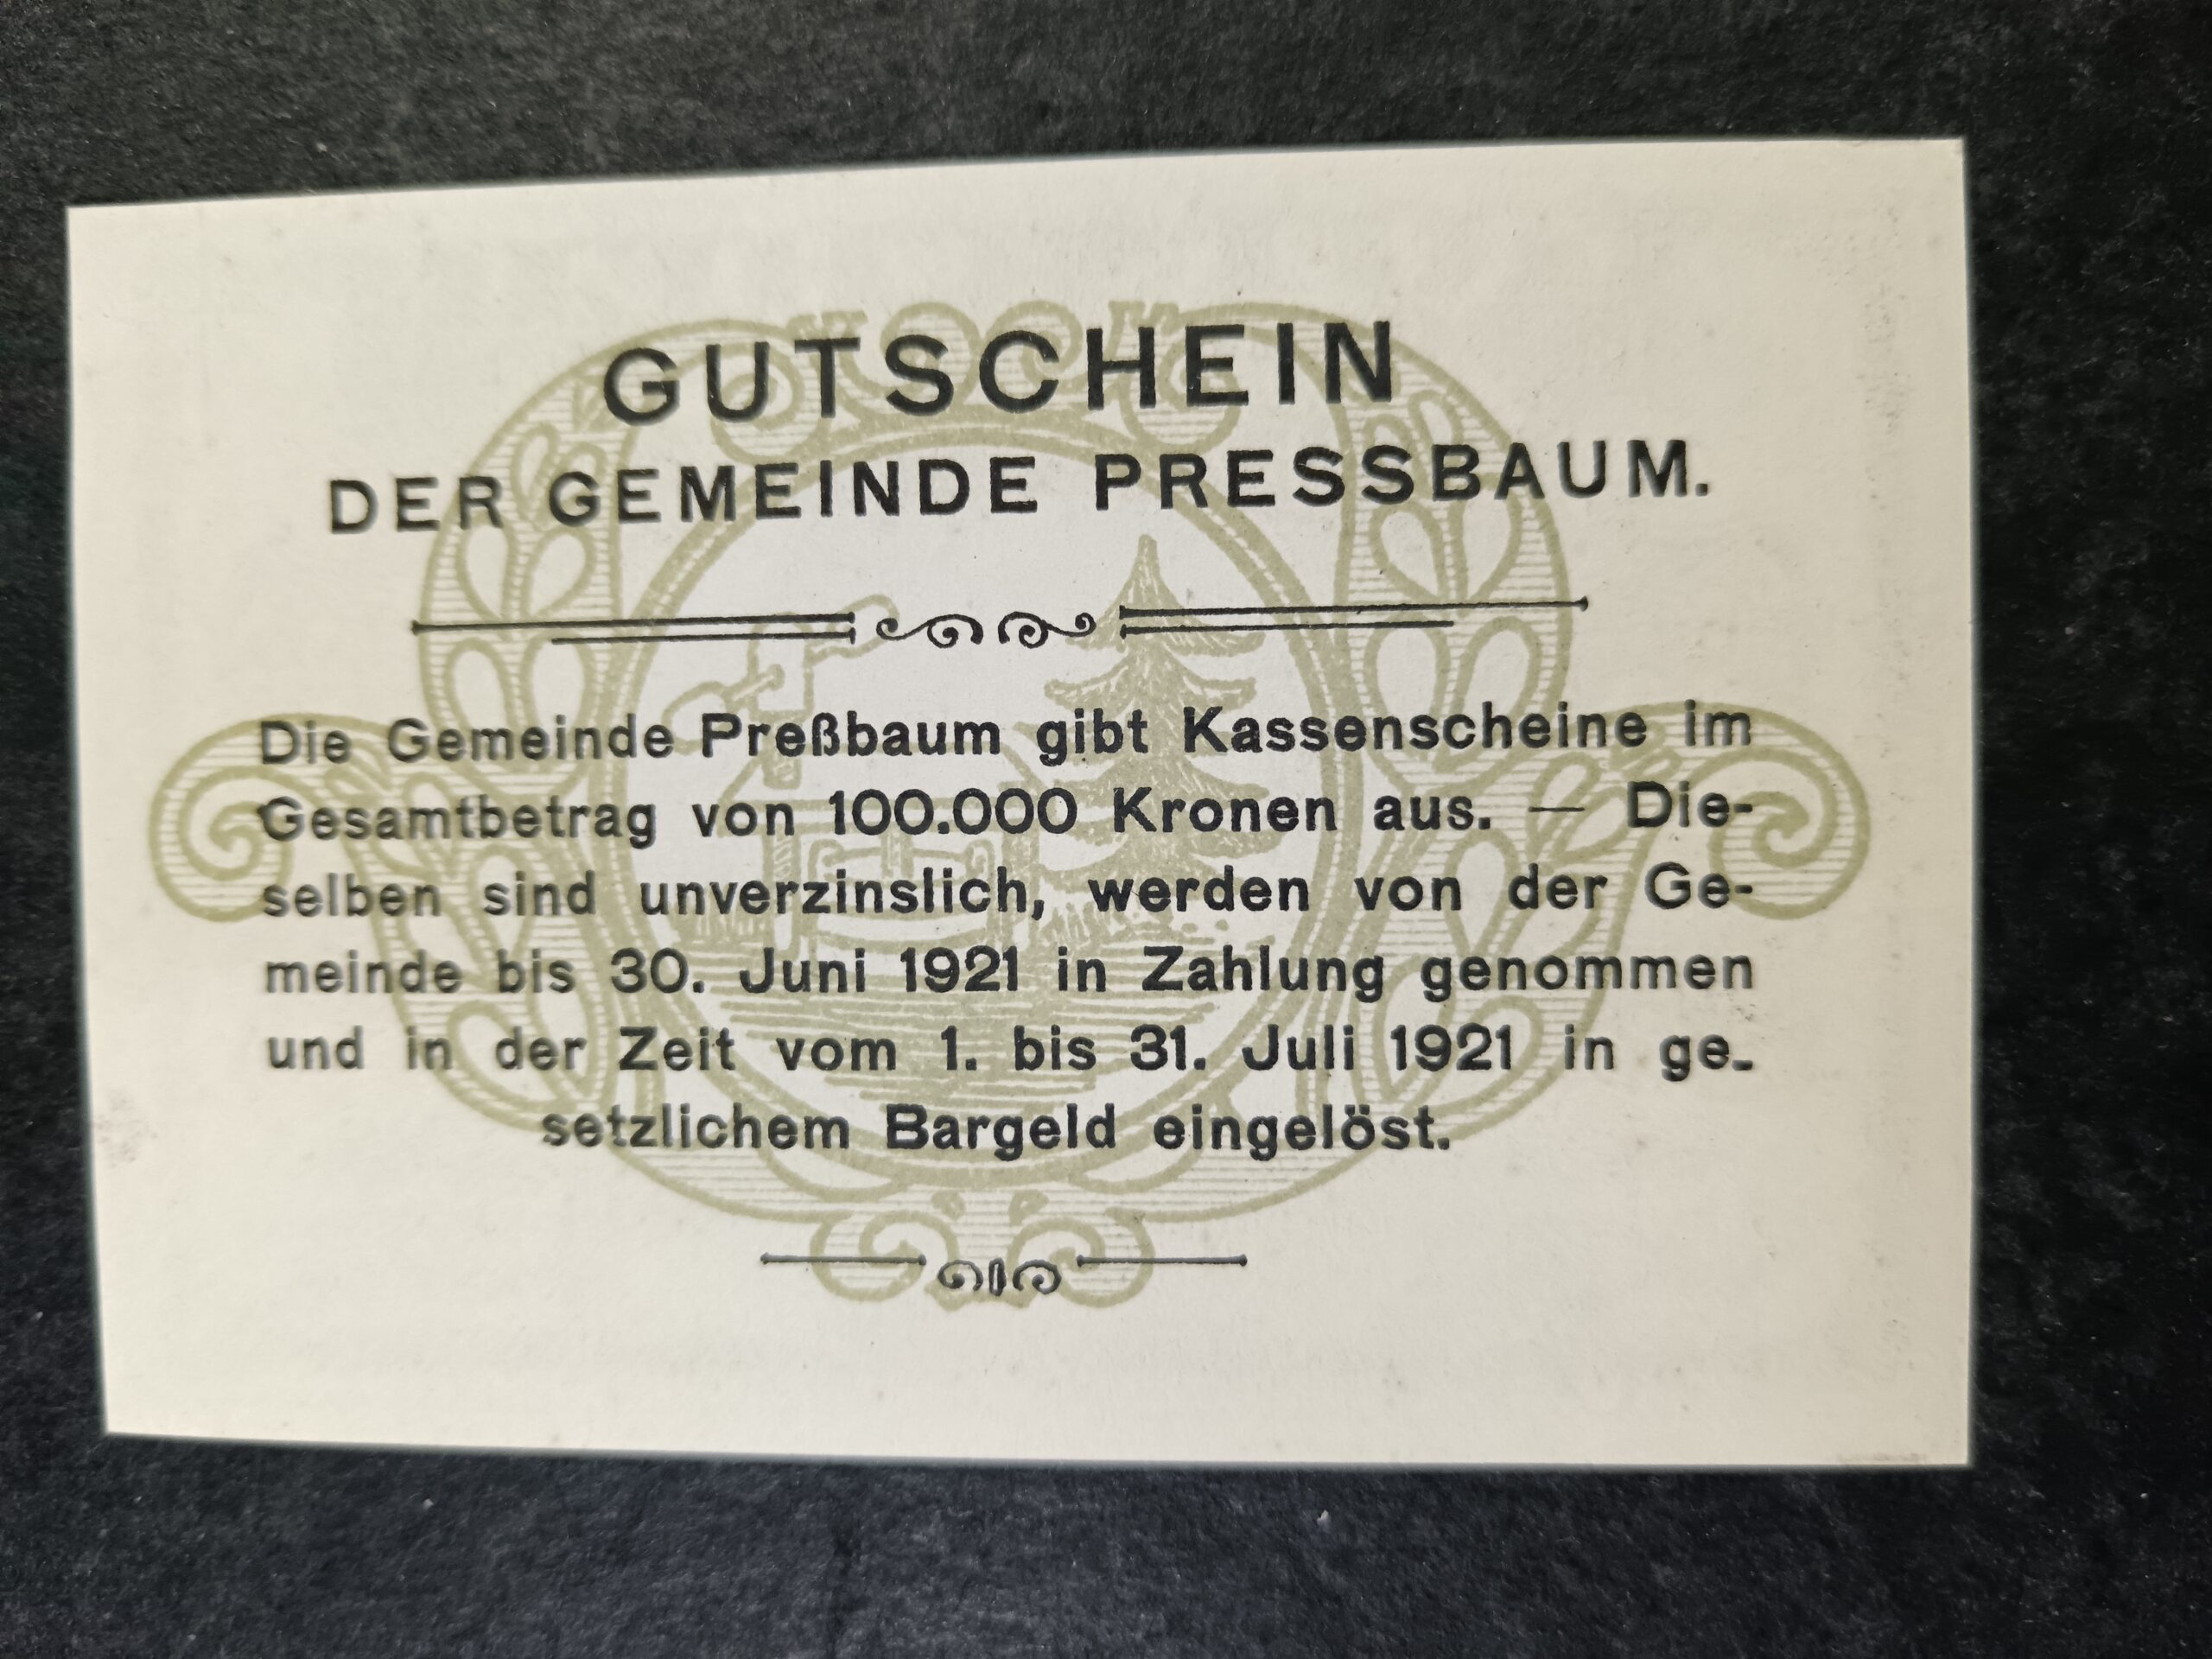 GUTSCHEIN
DER GEMEINDE PRESSBAUM.
Die Gemeinde Preßbaum gibt Kassenscheine im
Gesamtbetrag von 100.000 Kronen aus. — Die-
selben sind unverzinslich, werden von der Ge-
meinde bis 30. Juni 1921 in Zahlung genommen
und in der Zeit vom 1. bis 31. Juli 1921 in ge-
setzlichem Bargeld eingelöst.